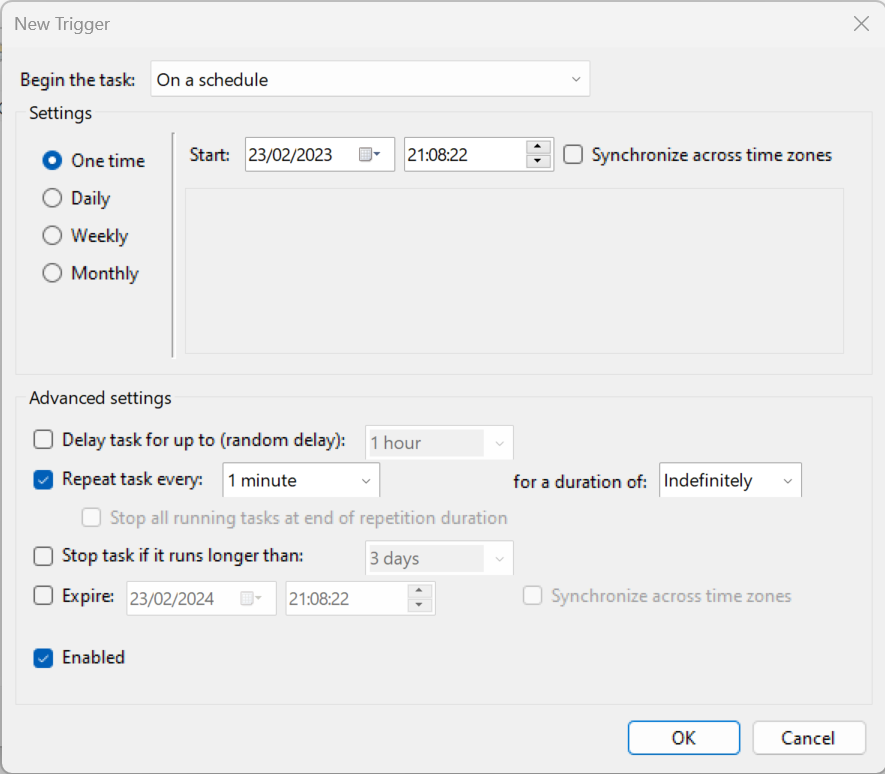 New Trigger
Begin the task: On a schedule
Settings
One time
Start: 23/02/2023 21:08:22 Synchronize across time zones
Daily
Weekly
Monthly
Advanced settings
Delay task for up to (random delay): 1 hour
Repeat task every: 1 minute for a duration of: Indefinitely
Stop all running tasks at end of repetition duration
Stop task if it runs longer than: 3 days
Expire: 23/02/2024 21:08:22 Synchronize across time zones
Enabled
OK Cancel